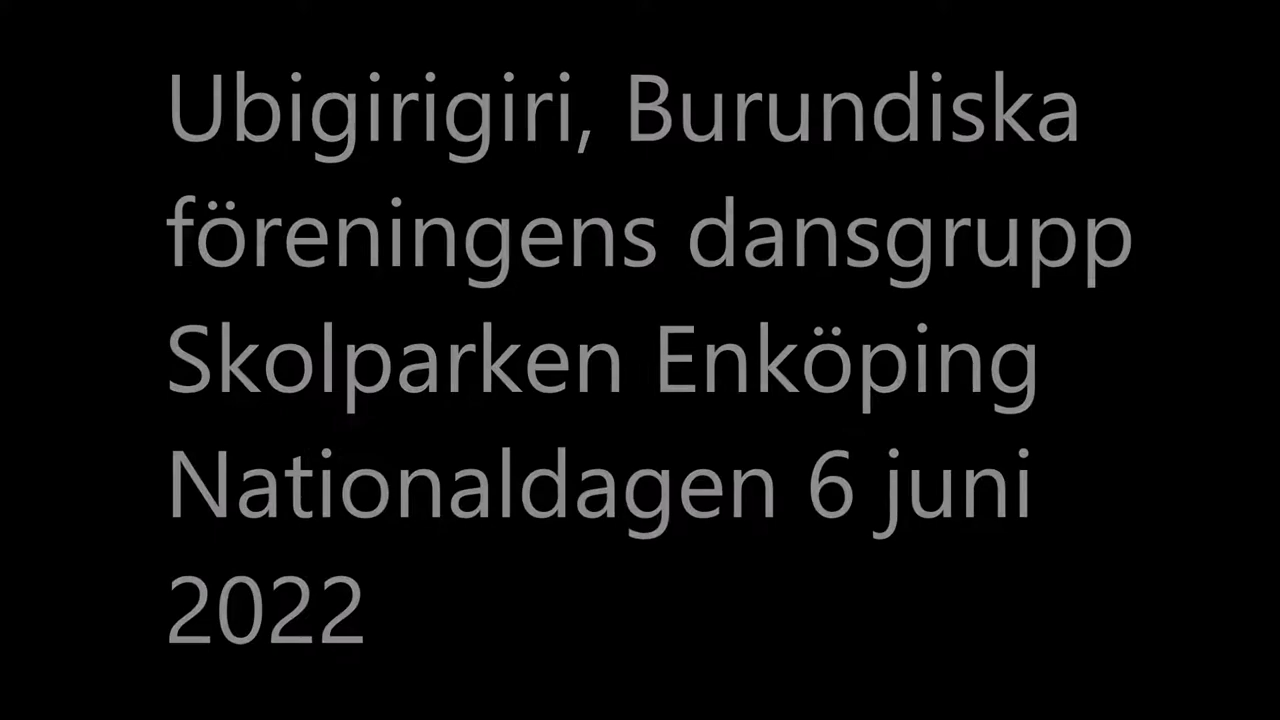 Ubigirigiri, Burundiska
föreningens dansgrupp
Skolparken Enköping
Nationaldagen 6 juni
2022